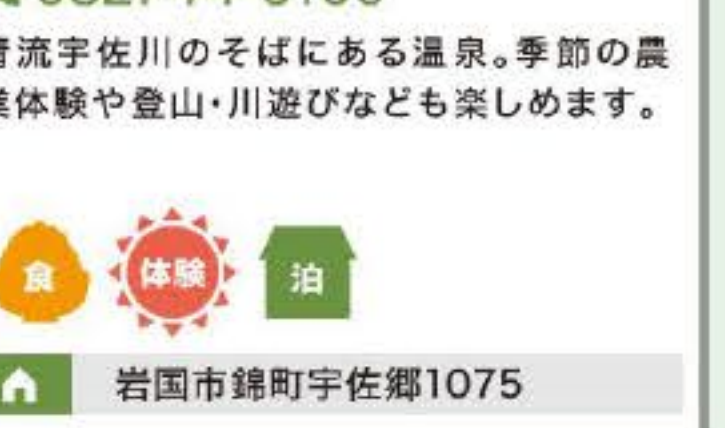 清流宇佐川のそばにある温泉。季節の農
業体験や登山・川遊びなども楽しめます。
食 体験 泊
岩国市錦町宇佐郷1075